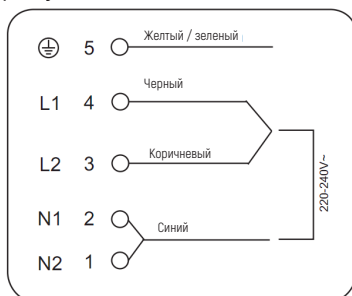 5 Желтый / зеленый
L1 4 Черный
L2 3 Коричневый
N1 2
Синий
N2 1
220-240V~